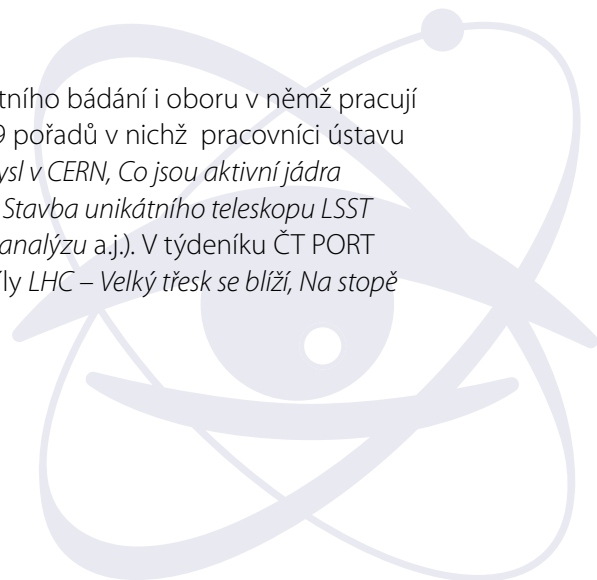 tního bádání i oboru v němž pracují
9 pořadů v nichž pracovníci ústavu
ysl v CERN, Co jsou aktivní jádra
Stavba unikátního teleskopu LSST
analýzu a.j.). V týdeníku ČT PORT
ly LHC – Velký třesk se blíží, Na stopě